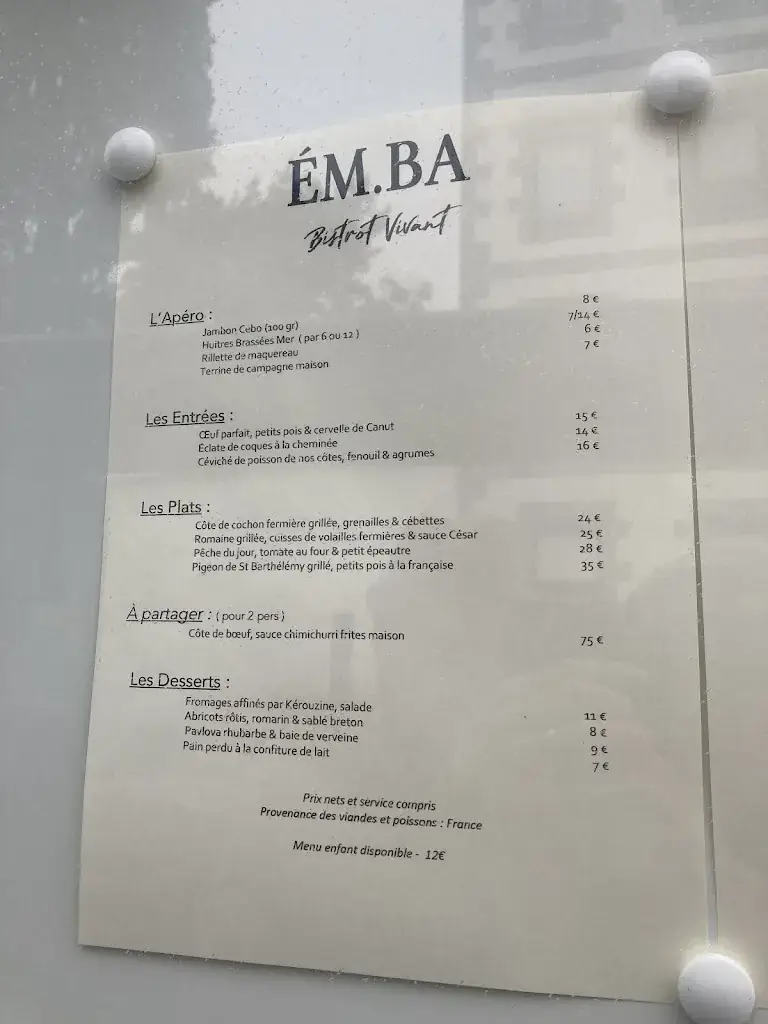 ÉM.BA
Bistrot Vivant
L'Apéro :
Jambon Cebo (100 gr) 8 €
Huitres Brassées Mer ( par 6 ou 12 ) 7/14 €
Rillette de maquereau 6 €
Terrine de campagne maison 7 €
Les Entrées :
Œuf parfait, petits pois & cervelle de Canut 15 €
Éclate de coques à la cheminée 14 €
Céviché de poisson de nos côtes, fenouil & agrumes 16 €
Les Plats :
Côte de cochon fermière grillée, grenailles & cébettes 24 €
Romaine grillée, cuisses de volailles fermières & sauce César 25 €
Pêche du jour, tomate au four & petit épeautre 28 €
Pigeon de St Barthélémy grillé, petits pois à la française 35 €
À partager : ( pour 2 pers )
Côte de bœuf, sauce chimichurri frites maison 75 €
Les Desserts :
Fromages affinés par Kérouzine, salade 11 €
Abricots rôtis, romarin & sablé breton 8 €
Pavlova rhubarbe & baie de verveine 9 €
Pain perdu à la confiture de lait 7 €
Prix nets et service compris
Provenance des viandes et poissons : France
Menu enfant disponible - 12€